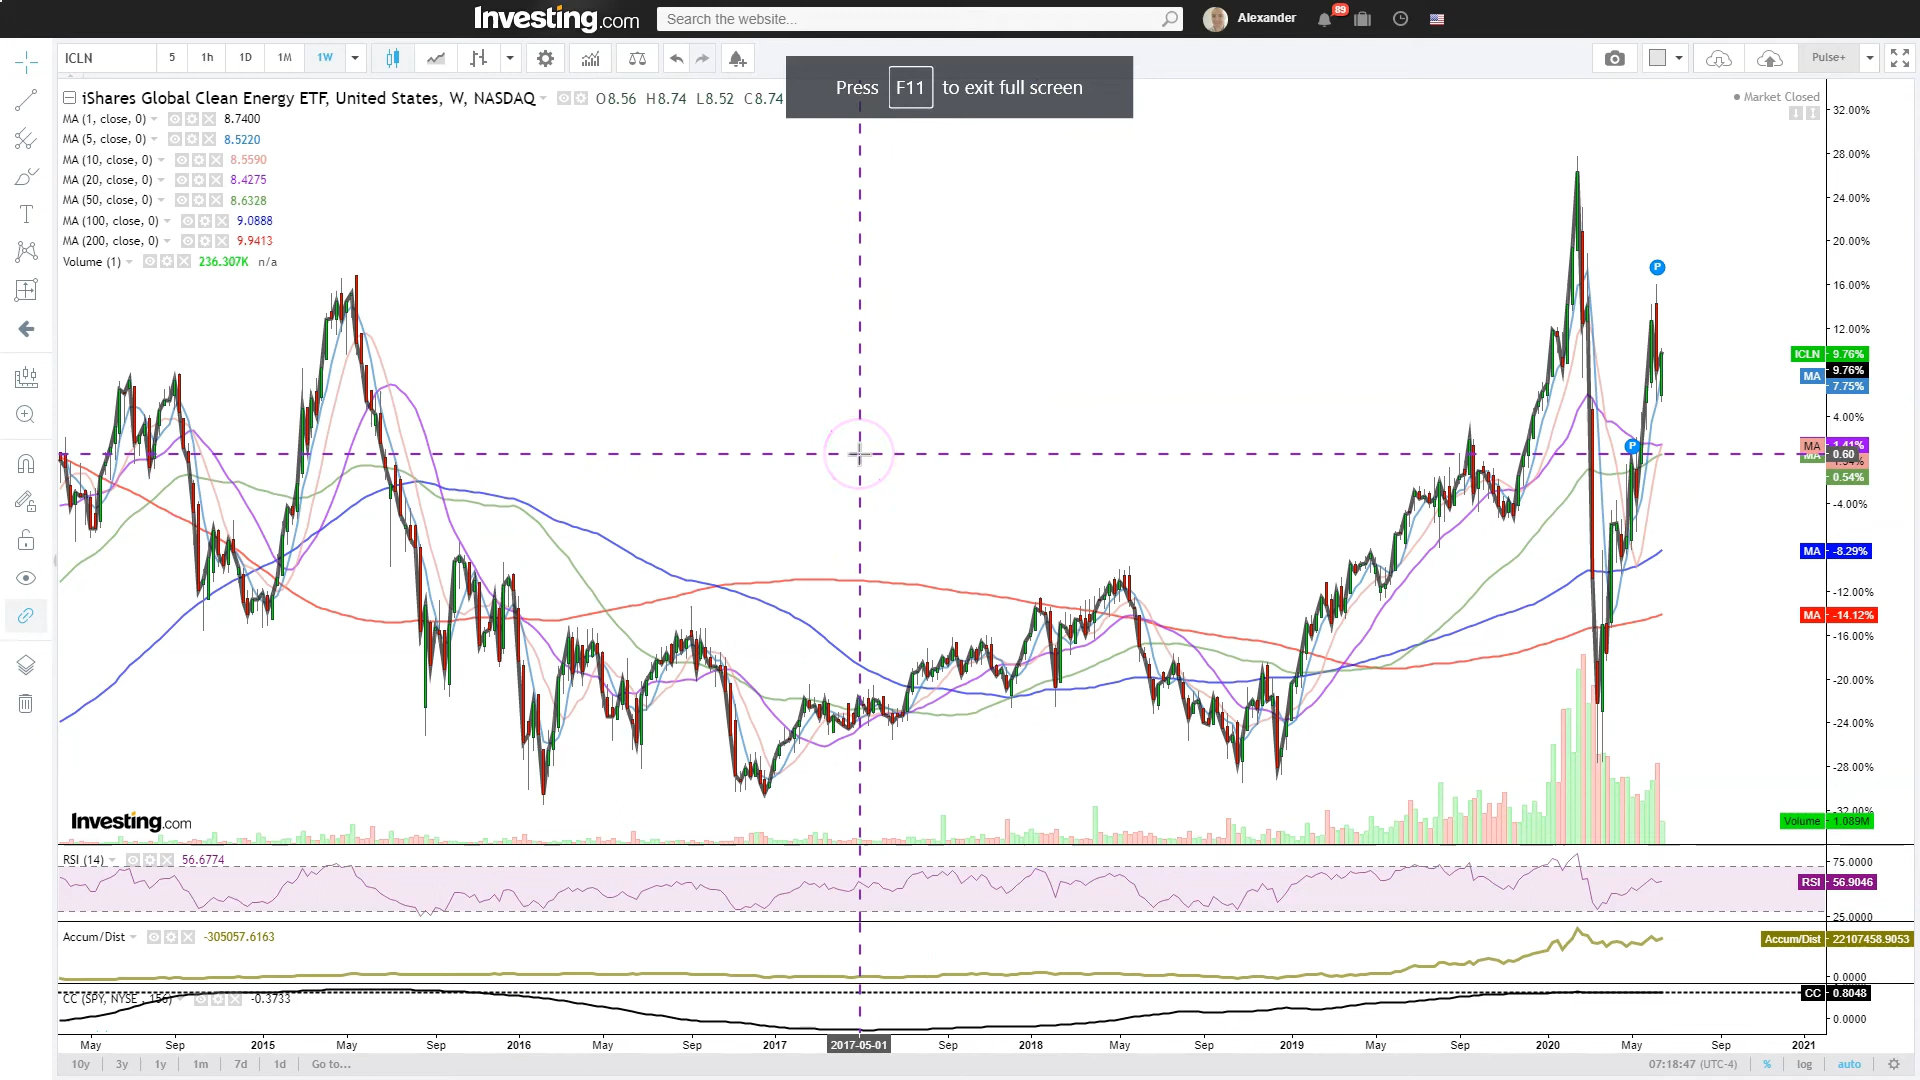 Investing.com
Search the website...
Alexander
89
ICLN
5
1h
1D
1M
1W
Pulse+
Press F11 to exit full screen
iShares Global Clean Energy ETF, United States, W, NASDAQ
O8.56 H8.74 L8.52 C8.74
Market Closed
MA (1, close, 0) 8.7400
MA (5, close, 0) 8.5220
MA (10, close, 0) 8.5590
MA (20, close, 0) 8.4275
MA (50, close, 0) 8.6328
MA (100, close, 0) 9.0888
MA (200, close, 0) 9.9413
Volume (1) 236.307K n/a
32.00%
28.00%
24.00%
20.00%
16.00%
12.00%
P
ICLN 9.76%
9.76%
MA 7.75%
4.00%
P
MA 1.41%
0.60
MA
0.54%
-4.00%
MA -8.29%
-12.00%
MA -14.12%
-16.00%
-20.00%
-24.00%
-28.00%
-32.00%
Investing.com
Volume 1.089M
RSI (14) 56.6774
75.0000
RSI 56.9046
25.0000
Accum/Dist -305057.6163
Accum/Dist 22107458.9053
0.0000
CC (SPY, NYSE , 156) -0.3733
CC 0.8048
0.0000
May Sep 2015 May Sep 2016 May Sep 2017 2017-05-01 Sep 2018 May Sep 2019 May Sep 2020 May Sep 2021
10y 3y 1y 1m 7d 1d Go to...
07:18:47 (UTC-4) % log auto